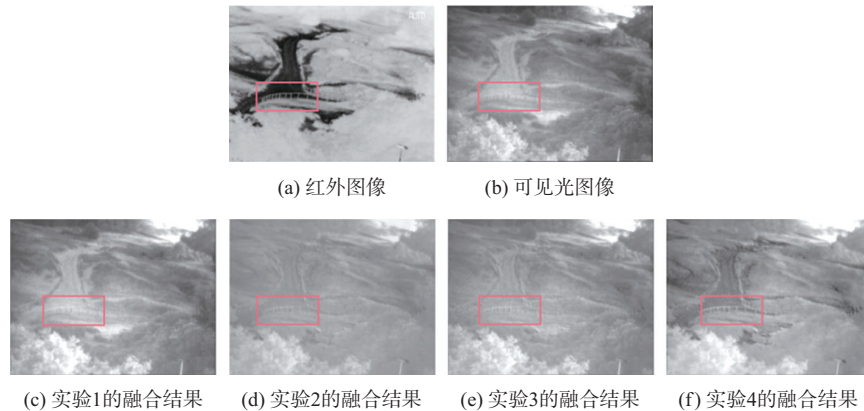 (a) 红外图像
(b) 可见光图像
(c) 实验1的融合结果
(d) 实验2的融合结果
(e) 实验3的融合结果
(f) 实验4的融合结果